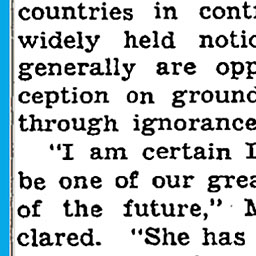 countries in cont
widely held notic
generally are opp
ception on ground
through ignorance
"I am certain I
be one of our grea
of the future," M
clared. "She has